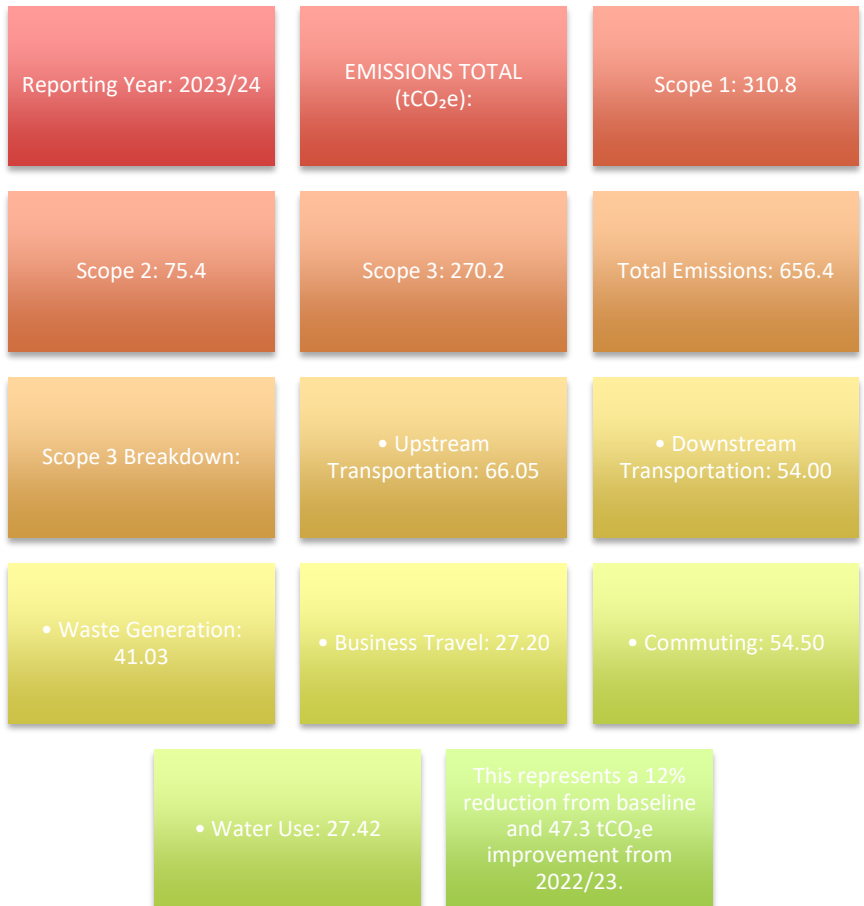 Reporting Year: 2023/24
EMISSIONS TOTAL
(tCO₂e):
Scope 1: 310.8
Scope 2: 75.4
Scope 3: 270.2
Total Emissions: 656.4
Scope 3 Breakdown:
• Upstream
Transportation: 66.05
• Downstream
Transportation: 54.00
• Waste Generation:
41.03
• Business Travel: 27.20
• Commuting: 54.50
• Water Use: 27.42
This represents a 12%
reduction from baseline
and 47.3 tCO₂e
improvement from
2022/23.